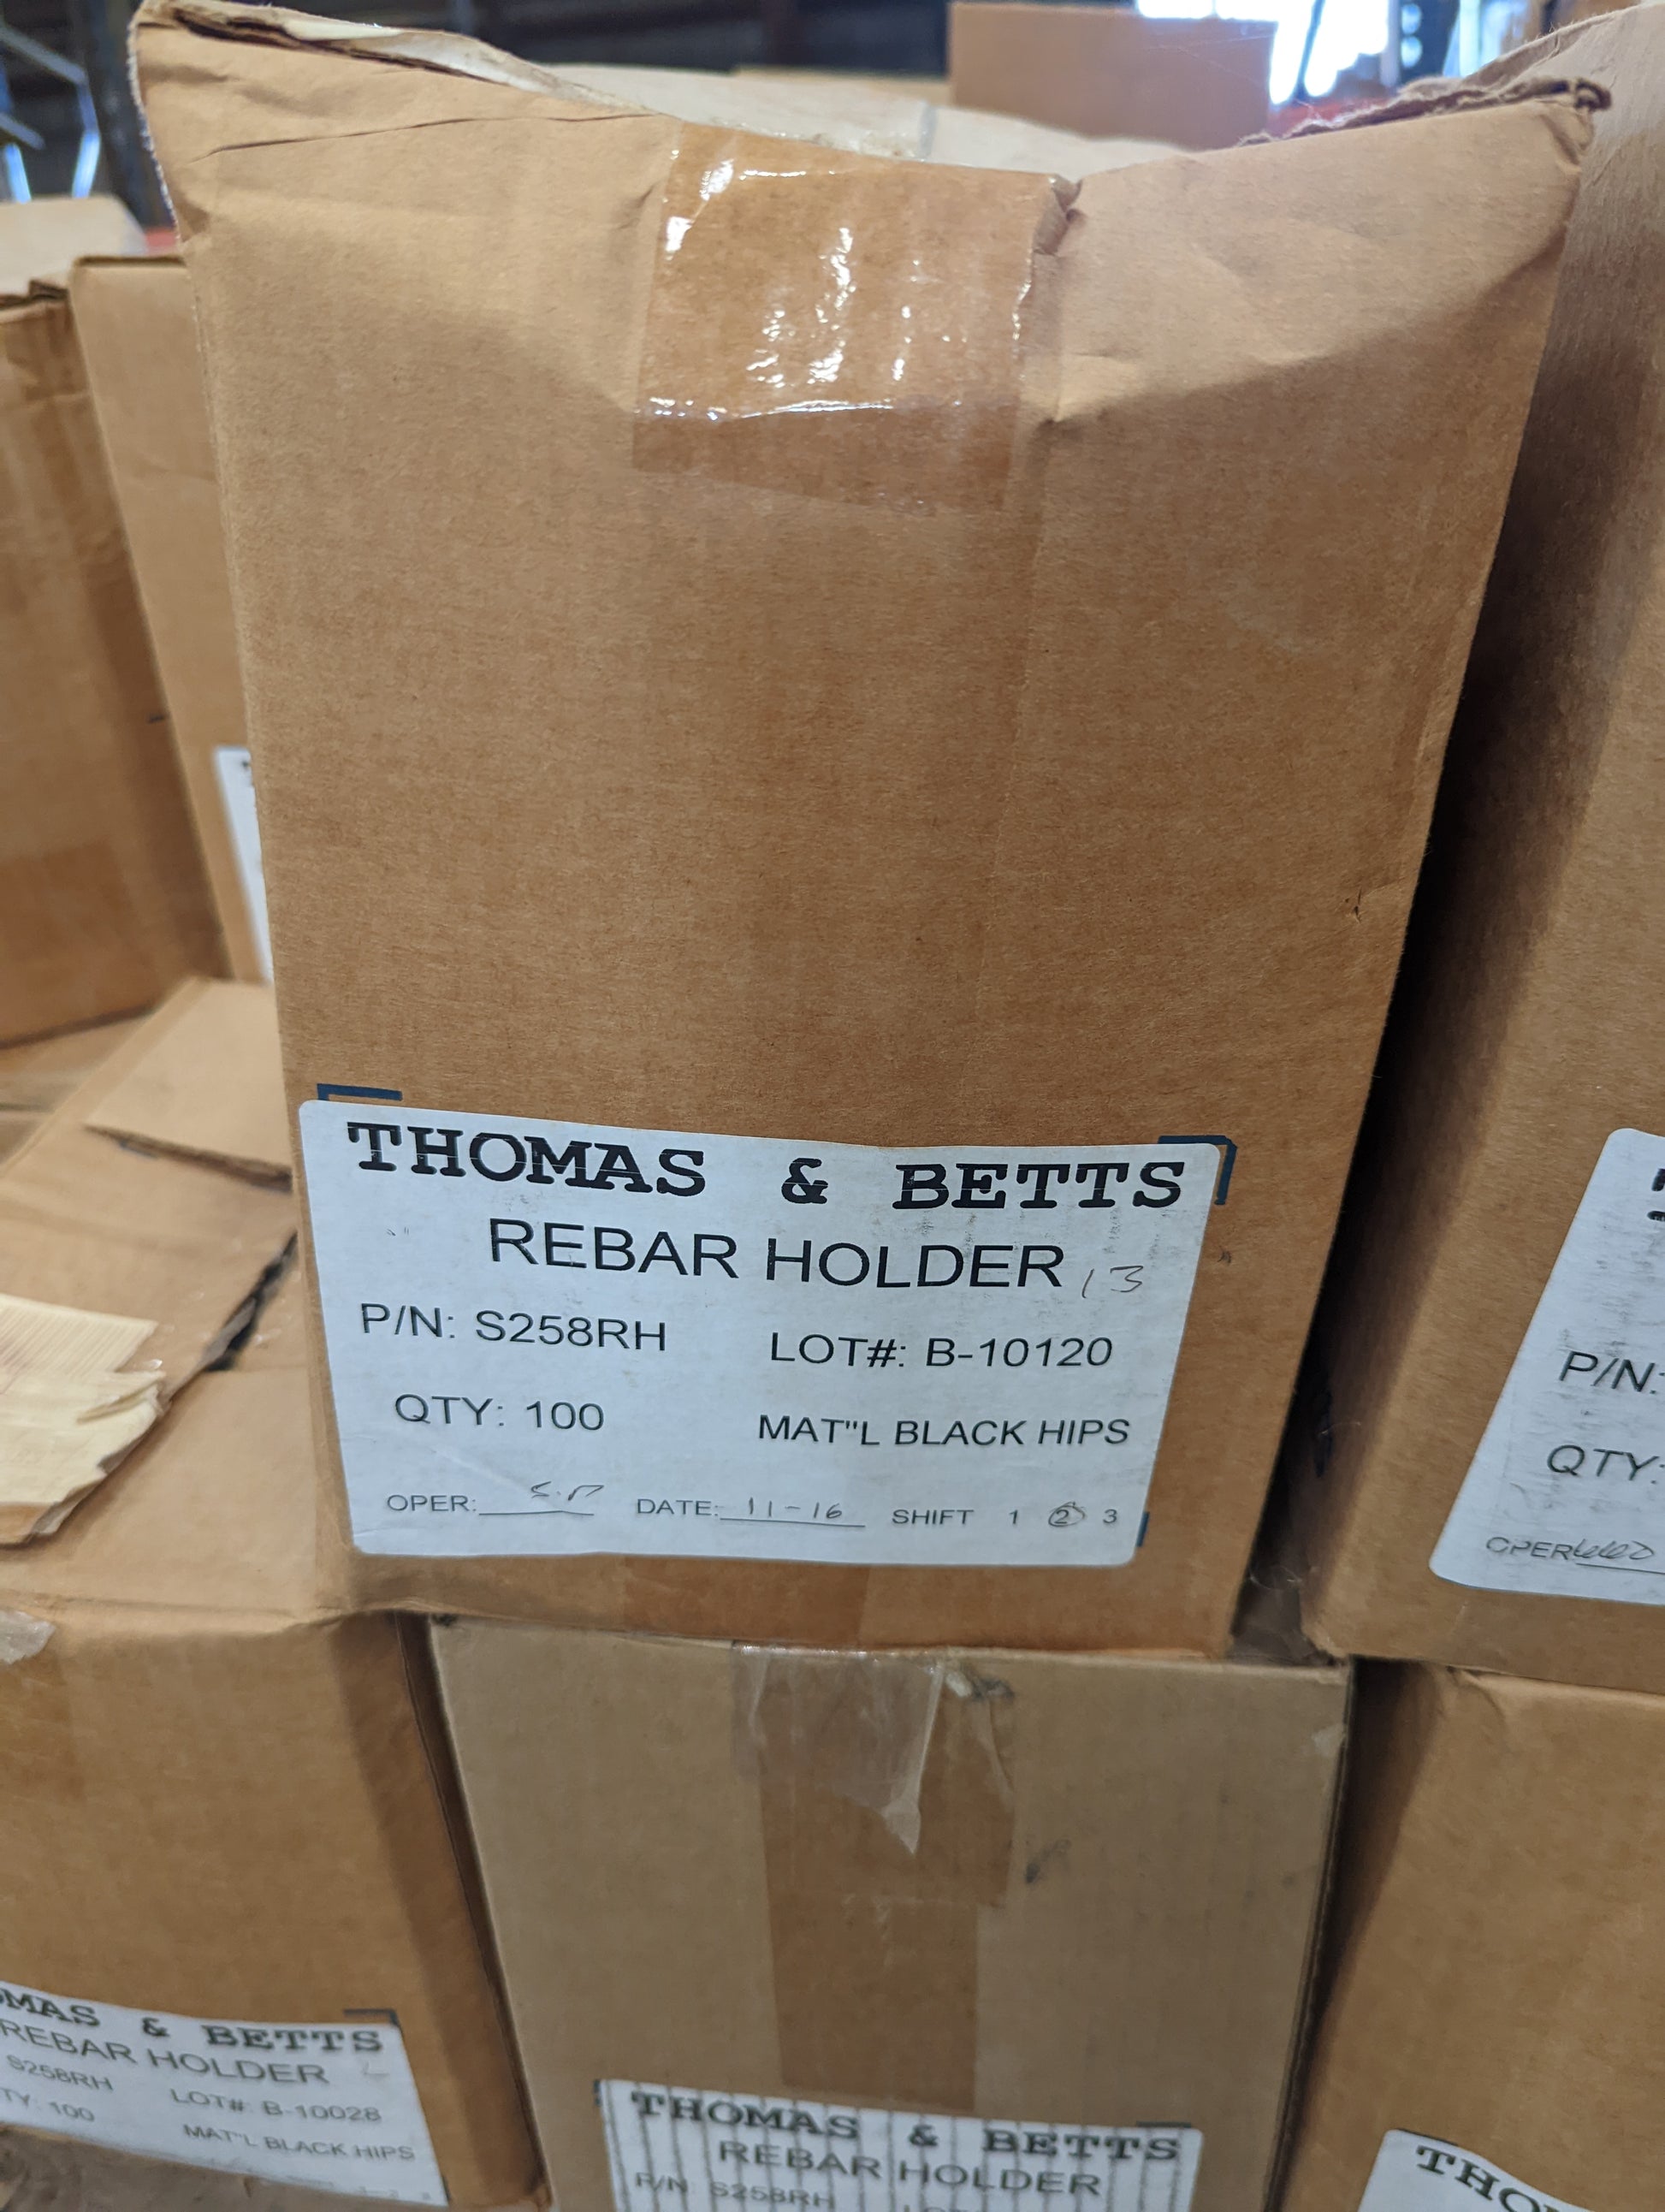 THOMAS & BETTS
REBAR HOLDER 13
P/N: S258RH LOT#: B-10120
QTY: 100 MAT"L BLACK HIPS
OPER: DATE: 11-16 SHIFT 1 2 3
P/N:
QTY:
OPER
MAS & BETTS
REBAR HOLDER
S258RH LOT# B-10028
TY: 100
MAT"L BLACK HIPS
THOMAS & BETTS
REBAR HOLDER
P/N: S258RH
THO